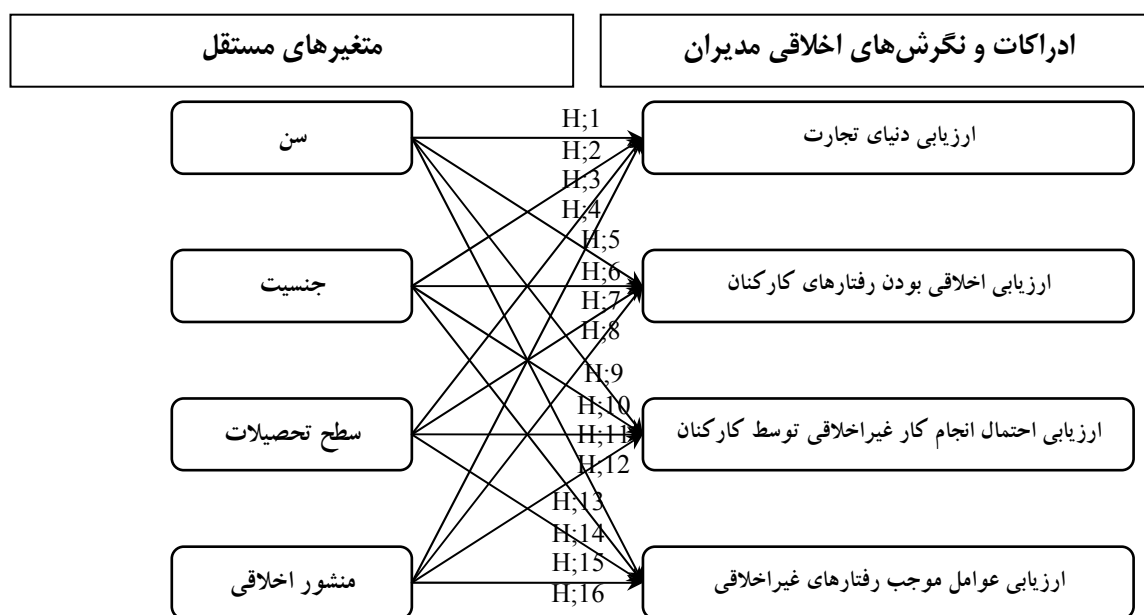 ادراکات و نگرش‌های اخلاقی مدیران
متغیرهای مستقل
ارزیابی دنیای تجارت
H;1
سن
H;2
H;3
H;4
H;5
ارزیابی اخلاقی بودن رفتارهای کارکنان
H;6
جنسیت
H;7
H;8
H;9
H;10
ارزیابی احتمال انجام کار غیراخلاقی توسط کارکنان
H;11
سطح تحصیلات
H;12
H;13
H;14
H;15
ارزیابی عوامل موجب رفتارهای غیراخلاقی
H;16
منشور اخلاقی